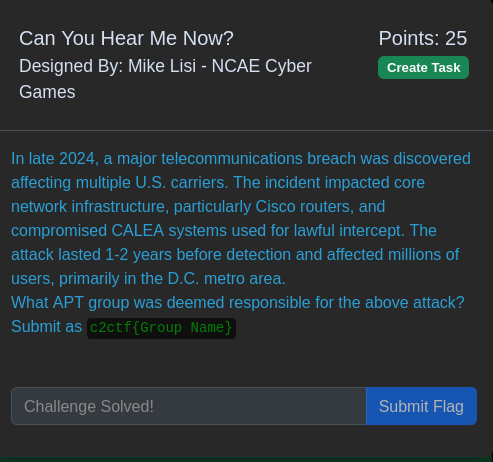 Can You Hear Me Now?
Points: 25
Designed By: Mike Lisi - NCAE Cyber
Games
Create Task
In late 2024, a major telecommunications breach was discovered
affecting multiple U.S. carriers. The incident impacted core
network infrastructure, particularly Cisco routers, and
compromised CALEA systems used for lawful intercept. The
attack lasted 1-2 years before detection and affected millions of
users, primarily in the D.C. metro area.
What APT group was deemed responsible for the above attack?
Submit as c2ctf{Group Name}
Challenge Solved!
Submit Flag